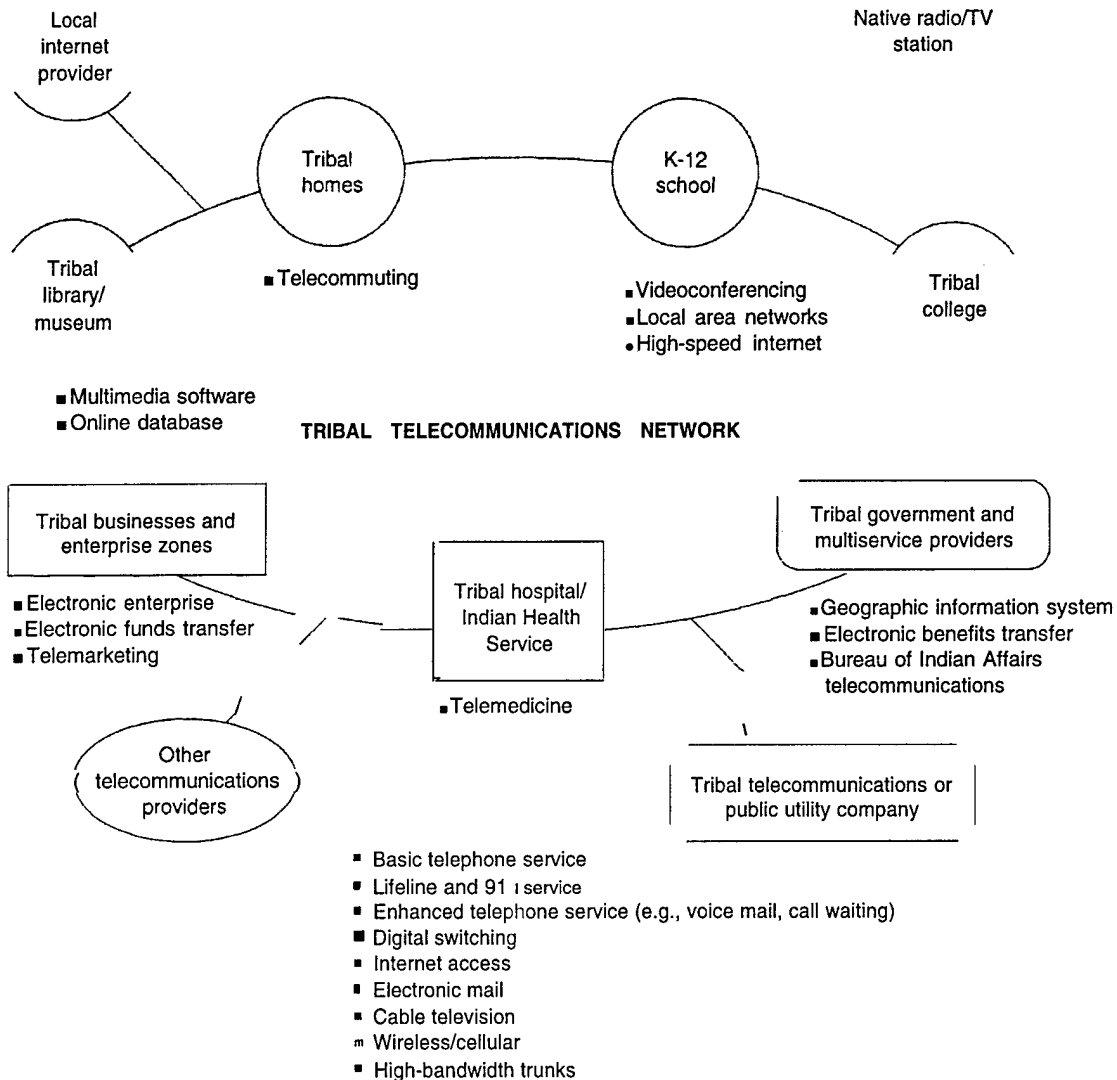 Local
internet
provider
Native radio/TV
station
Tribal
homes
K-12
school
Tribal
library/
museum
■ Telecommuting
■ Videoconferencing
■ Local area networks
● High-speed internet
Tribal
college
■ Multimedia software
■ Online database
TRIBAL TELECOMMUNICATIONS NETWORK
Tribal businesses and
enterprise zones
■ Electronic enterprise
■ Electronic funds transfer
■ Telemarketing
Tribal hospital/
Indian Health
Service
■ Telemedicine
Tribal government and
multiservice providers
■ Geographic information system
■ Electronic benefits transfer
■ Bureau of Indian Affairs
telecommunications
Other
telecommunications
providers
Tribal telecommunications or
public utility company
■ Basic telephone service
■ Lifeline and 91 1 service
■ Enhanced telephone service (e.g., voice mail, call waiting)
■ Digital switching
■ Internet access
■ Electronic mail
■ Cable television
m Wireless/cellular
■ High-bandwidth trunks